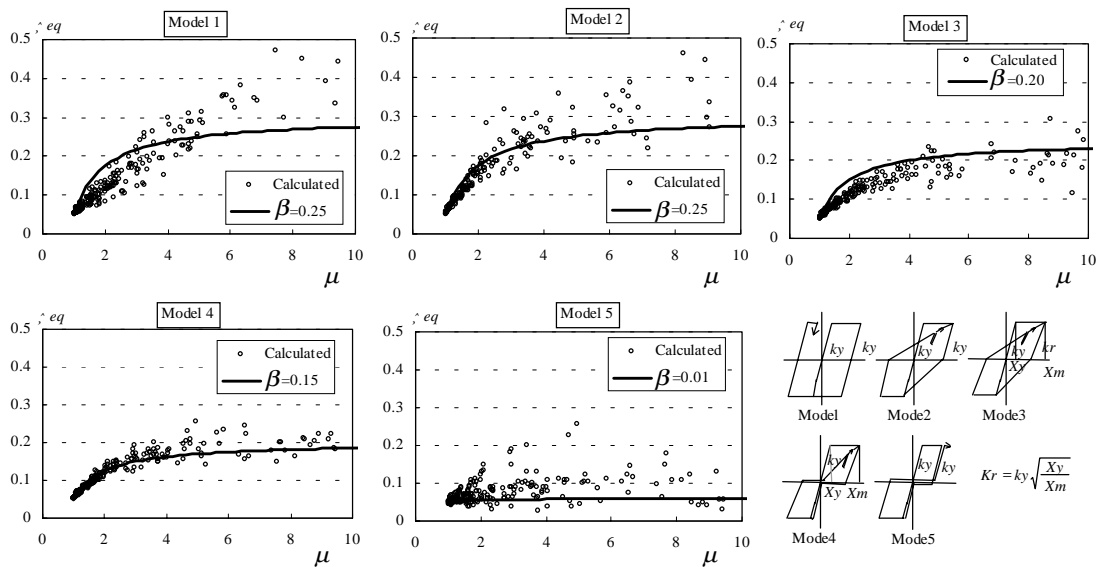 Model 1
¸^ eq
0.5
0.4
0.3
0.2
0.1
0
0 2 4 6 8 10
μ
Calculated
β=0.25
Model 2
¸^ eq
0.5
0.4
0.3
0.2
0.1
0
0 2 4 6 8 10
μ
Calculated
β=0.25
Model 3
¸^ eq
0.5
0.4
0.3
0.2
0.1
0
0 2 4 6 8 10
μ
Calculated
β=0.20
Model 4
¸^ eq
0.5
0.4
0.3
0.2
0.1
0
0 2 4 6 8 10
μ
Calculated
β=0.15
Model 5
¸^ eq
0.5
0.4
0.3
0.2
0.1
0
0 2 4 6 8 10
μ
Calculated
β=0.01
ky ky
Model
ky ky
Mode2
ky kr
Xy Xm
Mode3
ky
Xy Xm
Mode4
ky ky
Mode5
Kr = ky√(Xy/Xm)